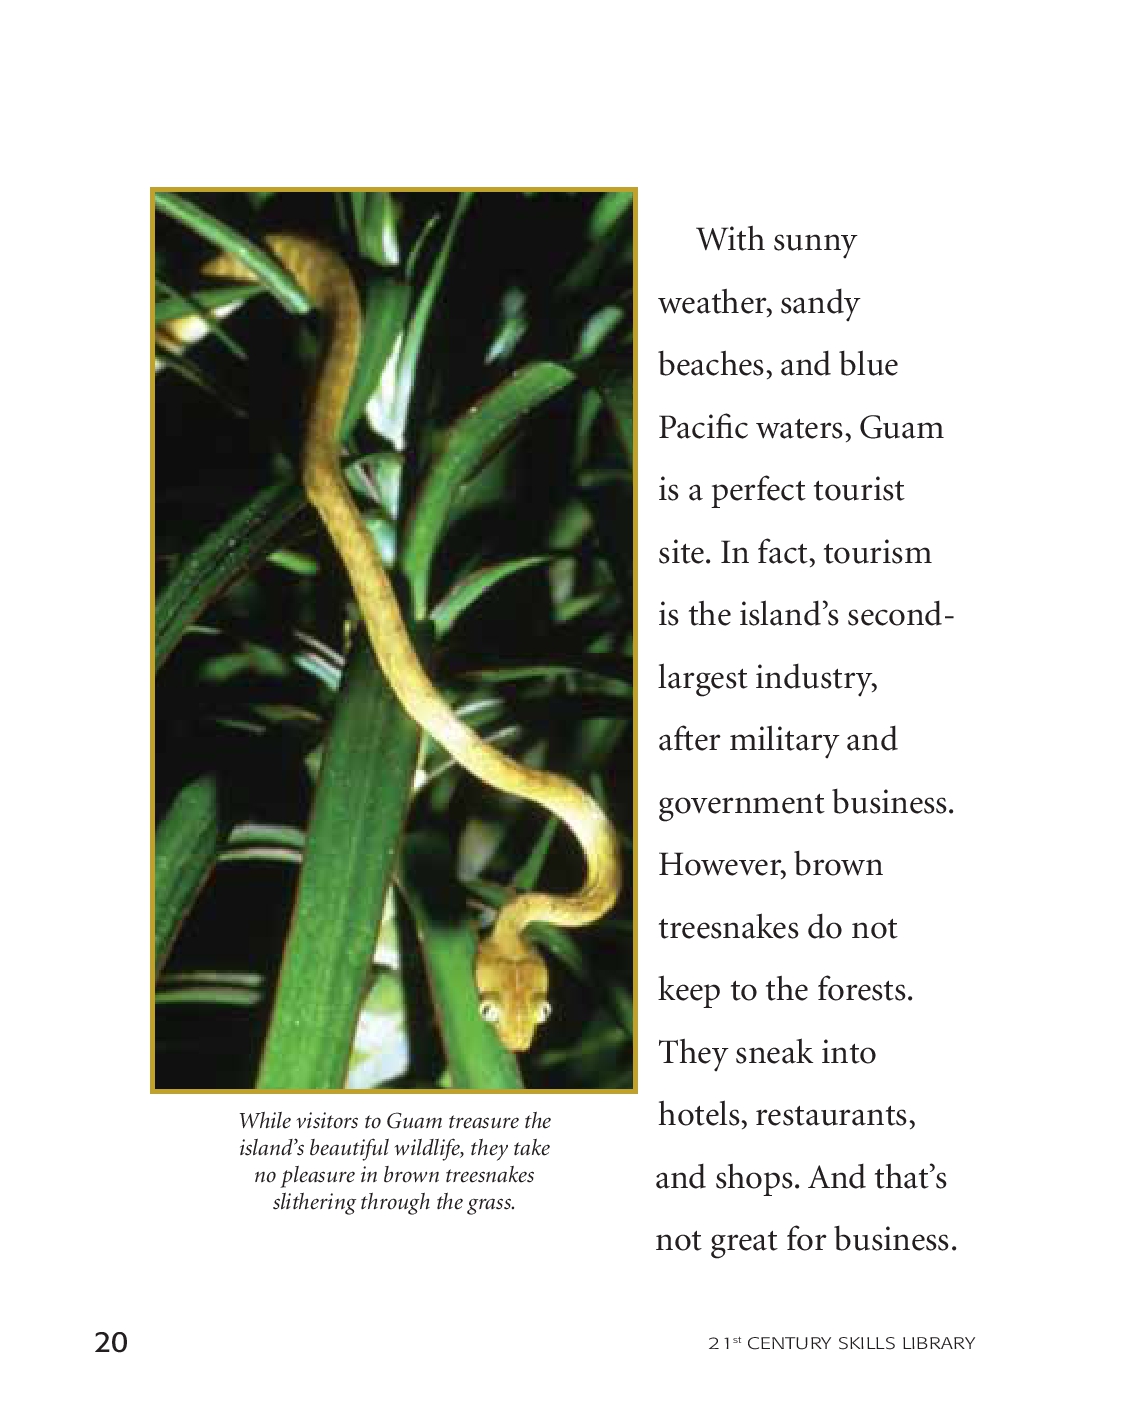 With sunny
weather, sandy
beaches, and blue
Pacific waters, Guam
is a perfect tourist
site. In fact, tourism
is the island’s second-
largest industry,
after military and
government business.
However, brown
treesnakes do not
keep to the forests.
They sneak into
hotels, restaurants,
and shops. And that’s
not great for business.
While visitors to Guam treasure the
island’s beautiful wildlife, they take
no pleasure in brown treesnakes
slithering through the grass.
20
21st CENTURY SKILLS LIBRARY